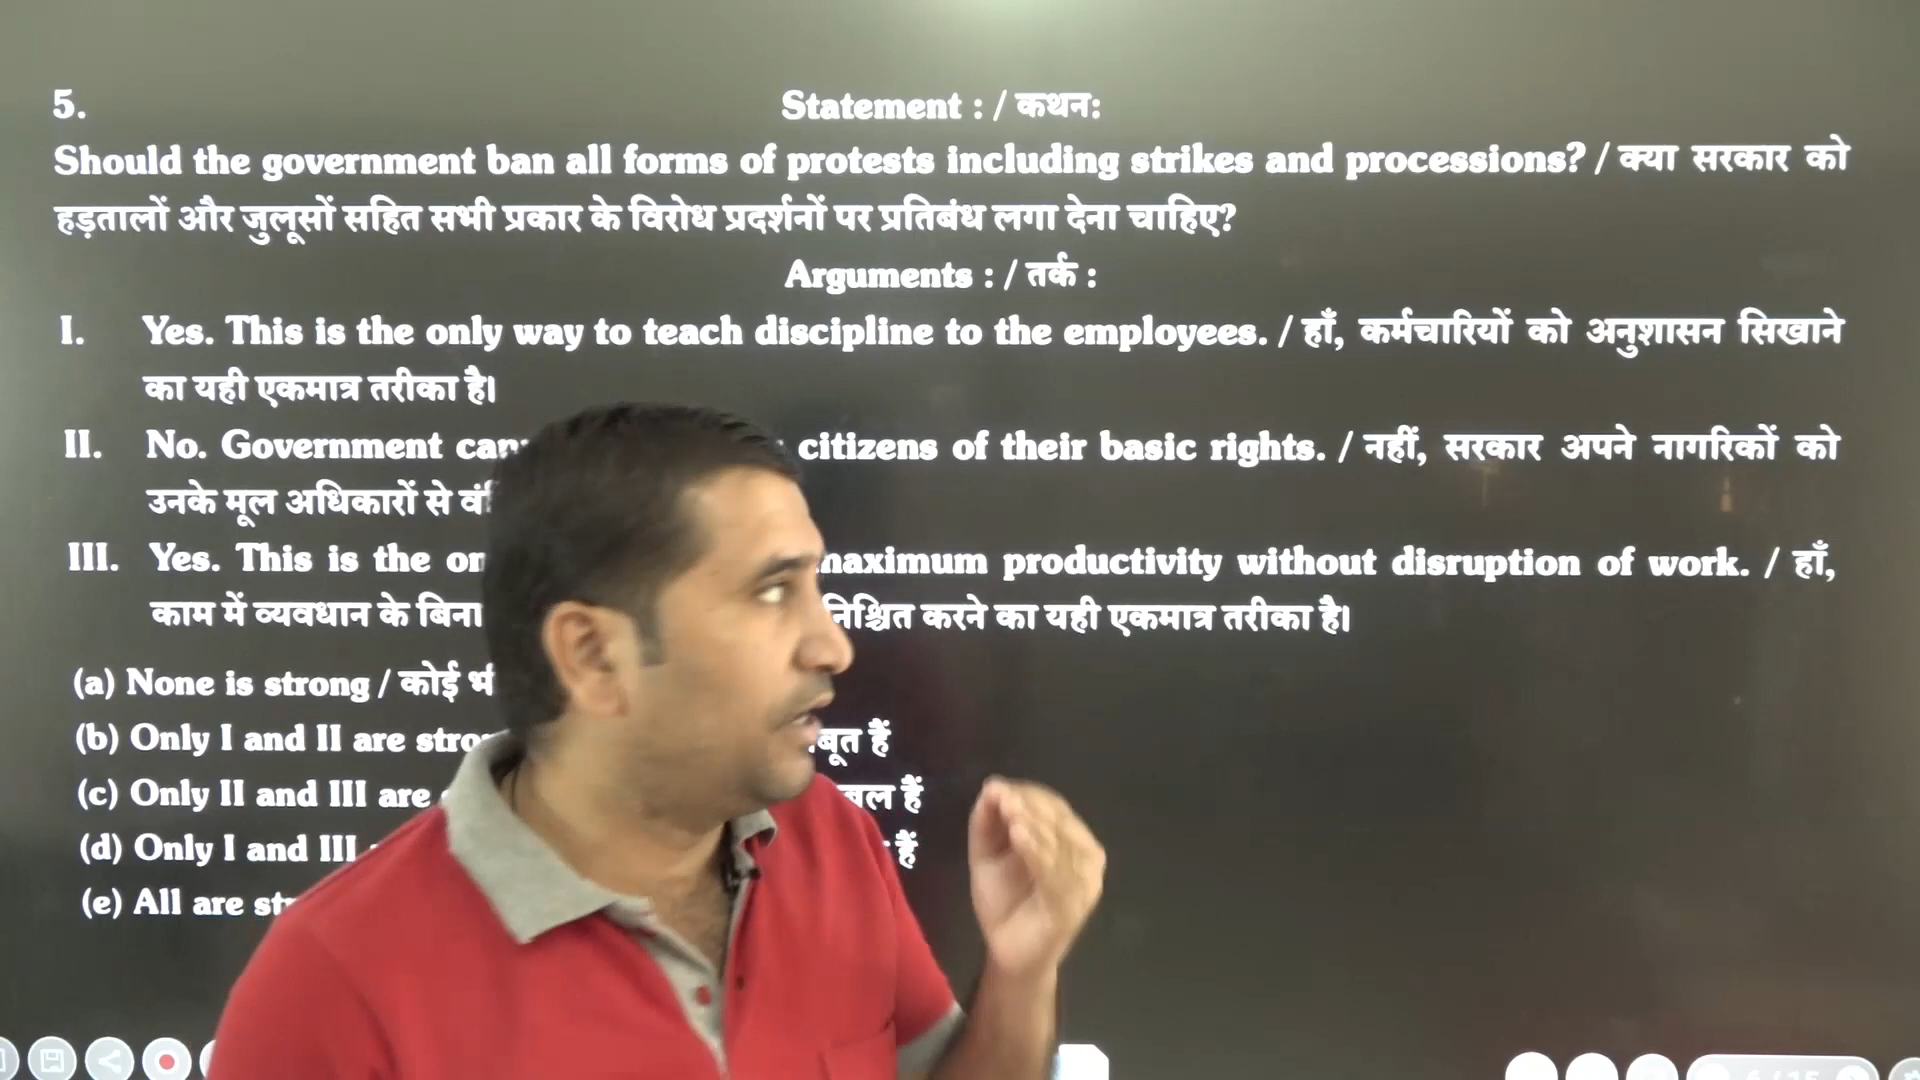 5.
Statement : / कथन:
Should the government ban all forms of protests including strikes and processions? / क्या सरकार को
हड़तालों और जुलूसों सहित सभी प्रकार के विरोध प्रदर्शनों पर प्रतिबंध लगा देना चाहिए?
Arguments : / तर्क :
I. Yes. This is the only way to teach discipline to the employees. / हाँ, कर्मचारियों को अनुशासन सिखाने
का यही एकमात्र तरीका है।
II. No. Government citizens of their basic rights. / नहीं, सरकार अपने नागरिकों को
उनके मूल अधिकारों से
III. Yes. This is the maximum productivity without disruption of work. / हाँ,
काम में व्यवधान के बिना करने का यही एकमात्र तरीका है।
(a) None is strong / कोई
(b) Only I and II are हैं
(c) Only II and III are हैं
(d) Only I and III हैं
(e) All are